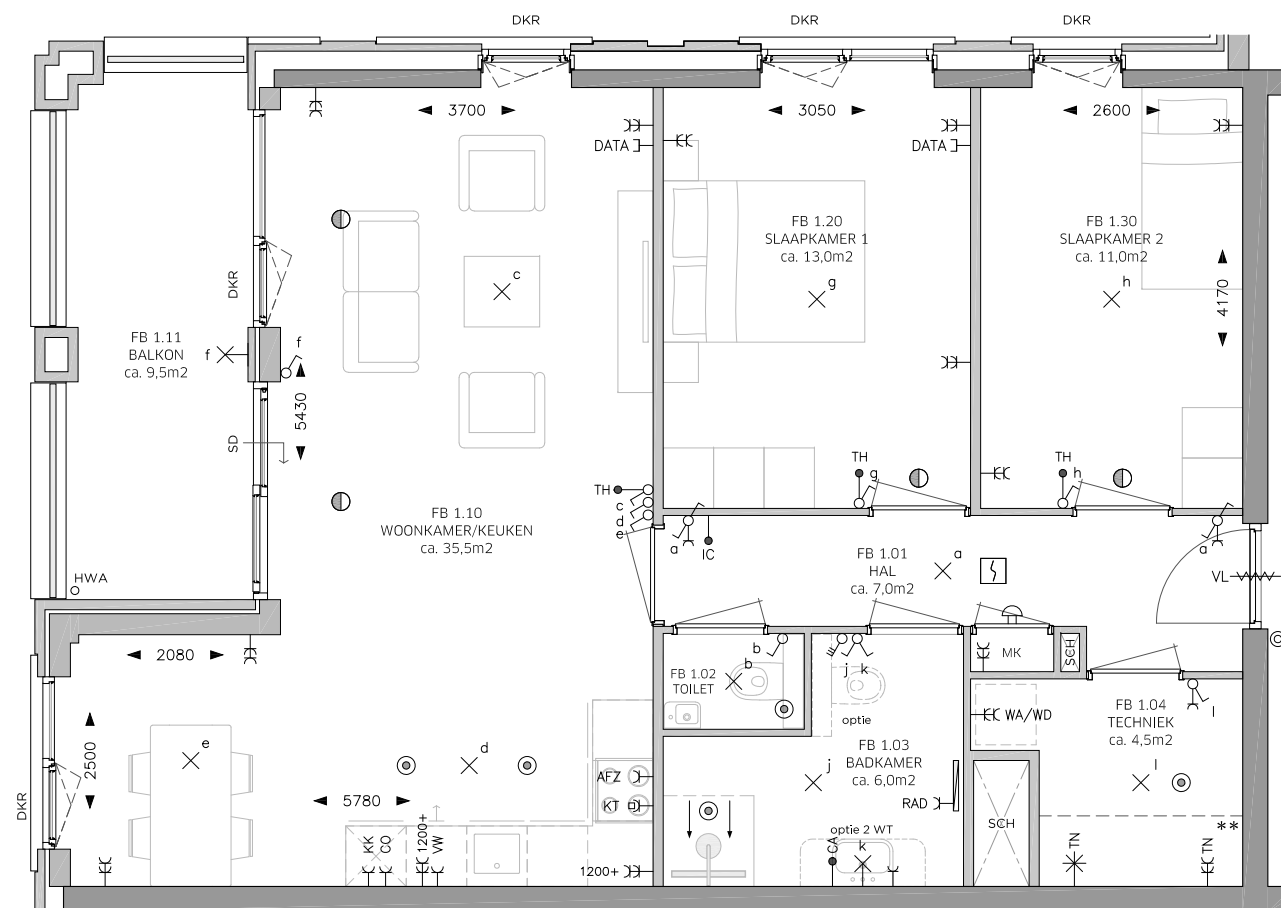 DKR
DKR
DKR
3700
3050
2600
DATA
DATA
FB 1.20
SLAAPKAMER 1
ca. 13,0m2
g
FB 1.30
SLAAPKAMER 2
ca. 11,0m2
h
4170
c
DKR
FB 1.11
BALKON
ca. 9,5m2
f
f
5430
SD
TH
g
TH
h
TH
c
d
e
FB 1.10
WOONKAMER/KEUKEN
ca. 35,5m2
a
IC
FB 1.01
HAL
ca. 7,0m2
a
a
VL
HWA
2080
b
b
FB 1.02
TOILET
j k
MK
SCH
optie
WA/WD
FB 1.04
TECHNIEK
ca. 4,5m2
l
l
2500
e
d
FB 1.03
BADKAMER
ca. 6,0m2
j
AFZ
KT
RAD
5780
DKR
KK
CO
1200+
VW
1200+
optie 2 WT
CA
k
SCH
**
TN
TN